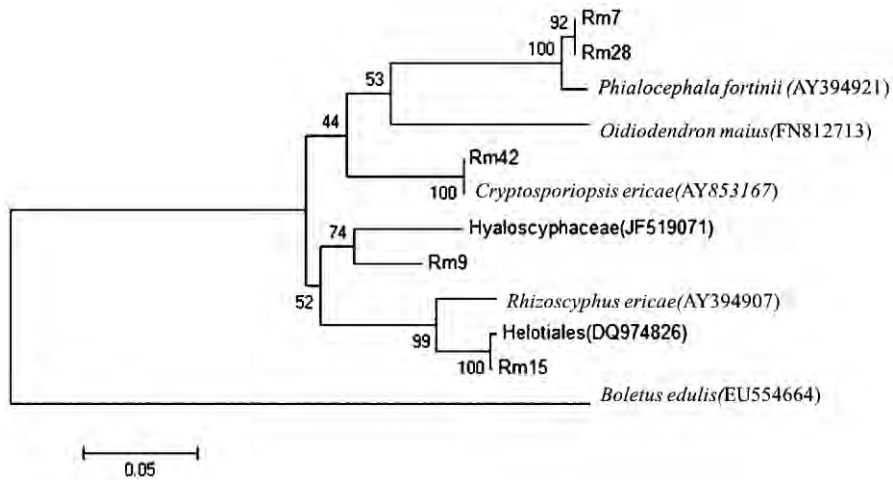 92
Rm7
100
Rm28
Phialocephala fortinii (AY394921)
53
Oidiodendron maius(FN812713)
44
Rm42
100
Cryptosporiopsis ericae(AY853167)
74
Hyaloscyphaceae(JF519071)
Rm9
52
Rhizoscyphus ericae(AY394907)
99
Helotiales(DQ974826)
100
Rm15
Boletus edulis(EU554664)
0.05